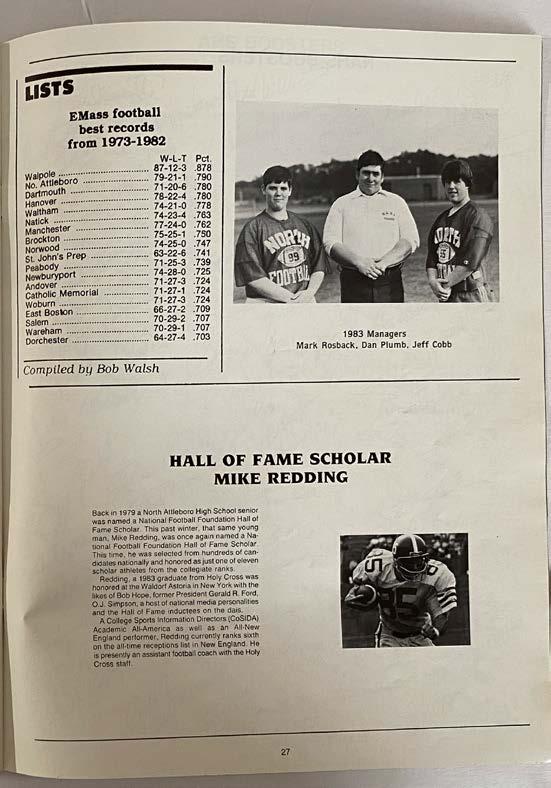 LISTS
EMass football
best records
from 1973-1982
W-L-T Pct.
Walpole 87-12-3 .878
No. Attleboro 79-21-1 .790
Dartmouth 71-20-6 .780
Hanover 78-22-4 .780
Waltham 74-21-0 .778
Natick 74-23-4 .763
Manchester 77-24-0 .762
Brockton 75-25-1 .750
Norwood 74-25-0 .747
St. John's Prep 63-22-6 .741
Peabody 71-25-3 .739
Newburyport 74-28-0 .725
Andover 71-27-3 .724
Catholic Memorial 71-27-1 .724
Woburn 71-27-3 .724
East Boston 66-27-2 .709
Salem 70-29-2 .707
Wareham 70-29-1 .707
Dorchester 64-27-4 .703
Compiled by Bob Walsh
NORTH
99
FOOTBALL
NORTH
1983 Managers
Mark Rosback, Dan Plumb, Jeff Cobb
HALL OF FAME SCHOLAR
MIKE REDDING
Back in 1979 a North Attleboro High School senior
was named a National Football Foundation Hall of
Fame Scholar. This past winter, that same young
man, Mike Redding, was once again named a Na-
tional Football Foundation Hall of Fame Scholar.
This time, he was selected from hundreds of can-
didates nationally and honored as just one of eleven
scholar athletes from the collegiate ranks.
Redding, a 1983 graduate from Holy Cross was
honored at the Waldorf Astoria in New York with the
likes of Bob Hope, former President Gerald R. Ford,
O.J. Simpson, a host of national media personalities
and the Hall of Fame inductees on the dais.
A College Sports Information Directors (CoSIDA)
Academic All-America as well as an All-New
England performer, Redding currently ranks sixth
on the all-time receptions list in New England. He
is presently an assistant football coach with the Holy
Cross staff.
85
85
27